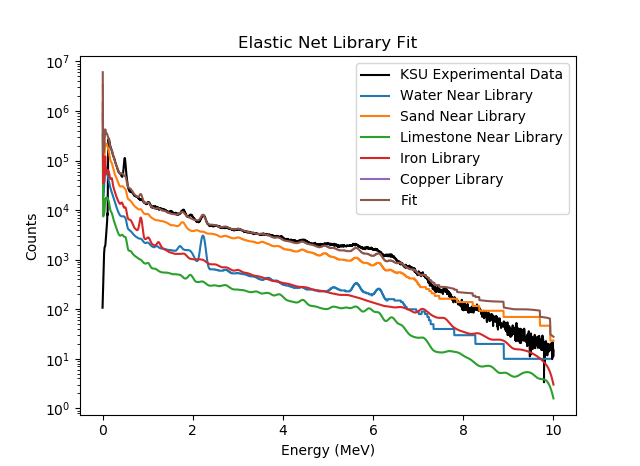 Elastic Net Library Fit
KSU Experimental Data
Water Near Library
Sand Near Library
Limestone Near Library
Iron Library
Copper Library
Fit
Counts
10⁷
10⁶
10⁵
10⁴
10³
10²
10¹
10⁰
0 2 4 6 8 10
Energy (MeV)